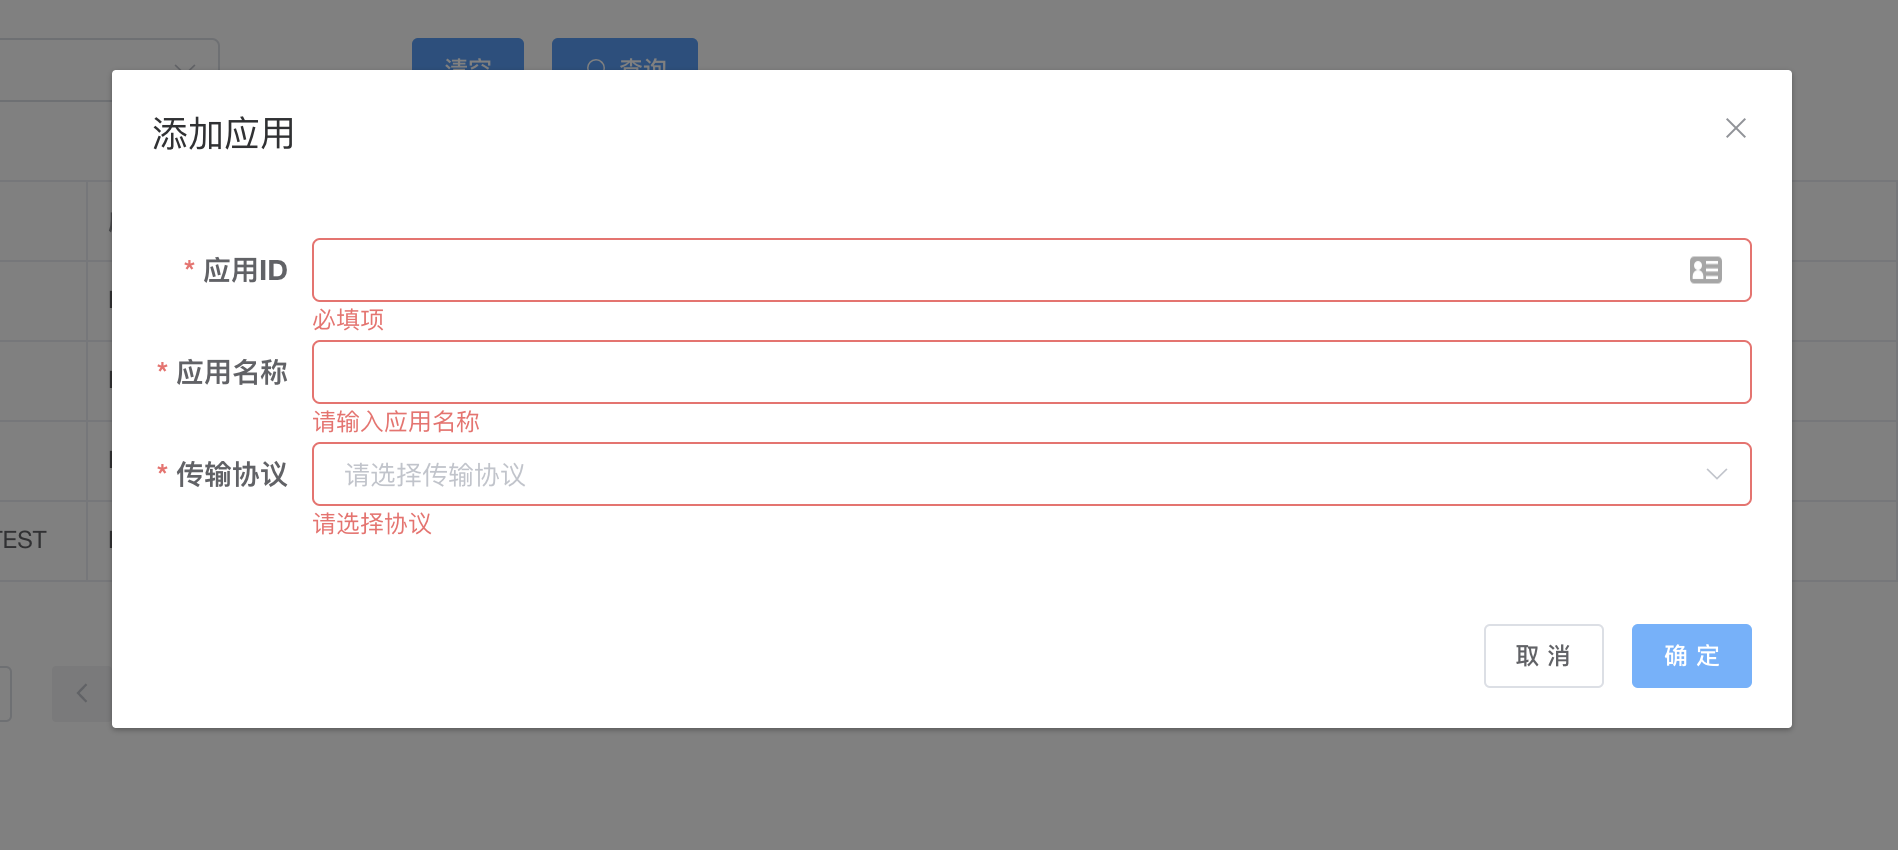 清空
查询
添加应用
* 应用ID
必填项
* 应用名称
请输入应用名称
* 传输协议
请选择传输协议
请选择协议
TEST
取 消
确 定